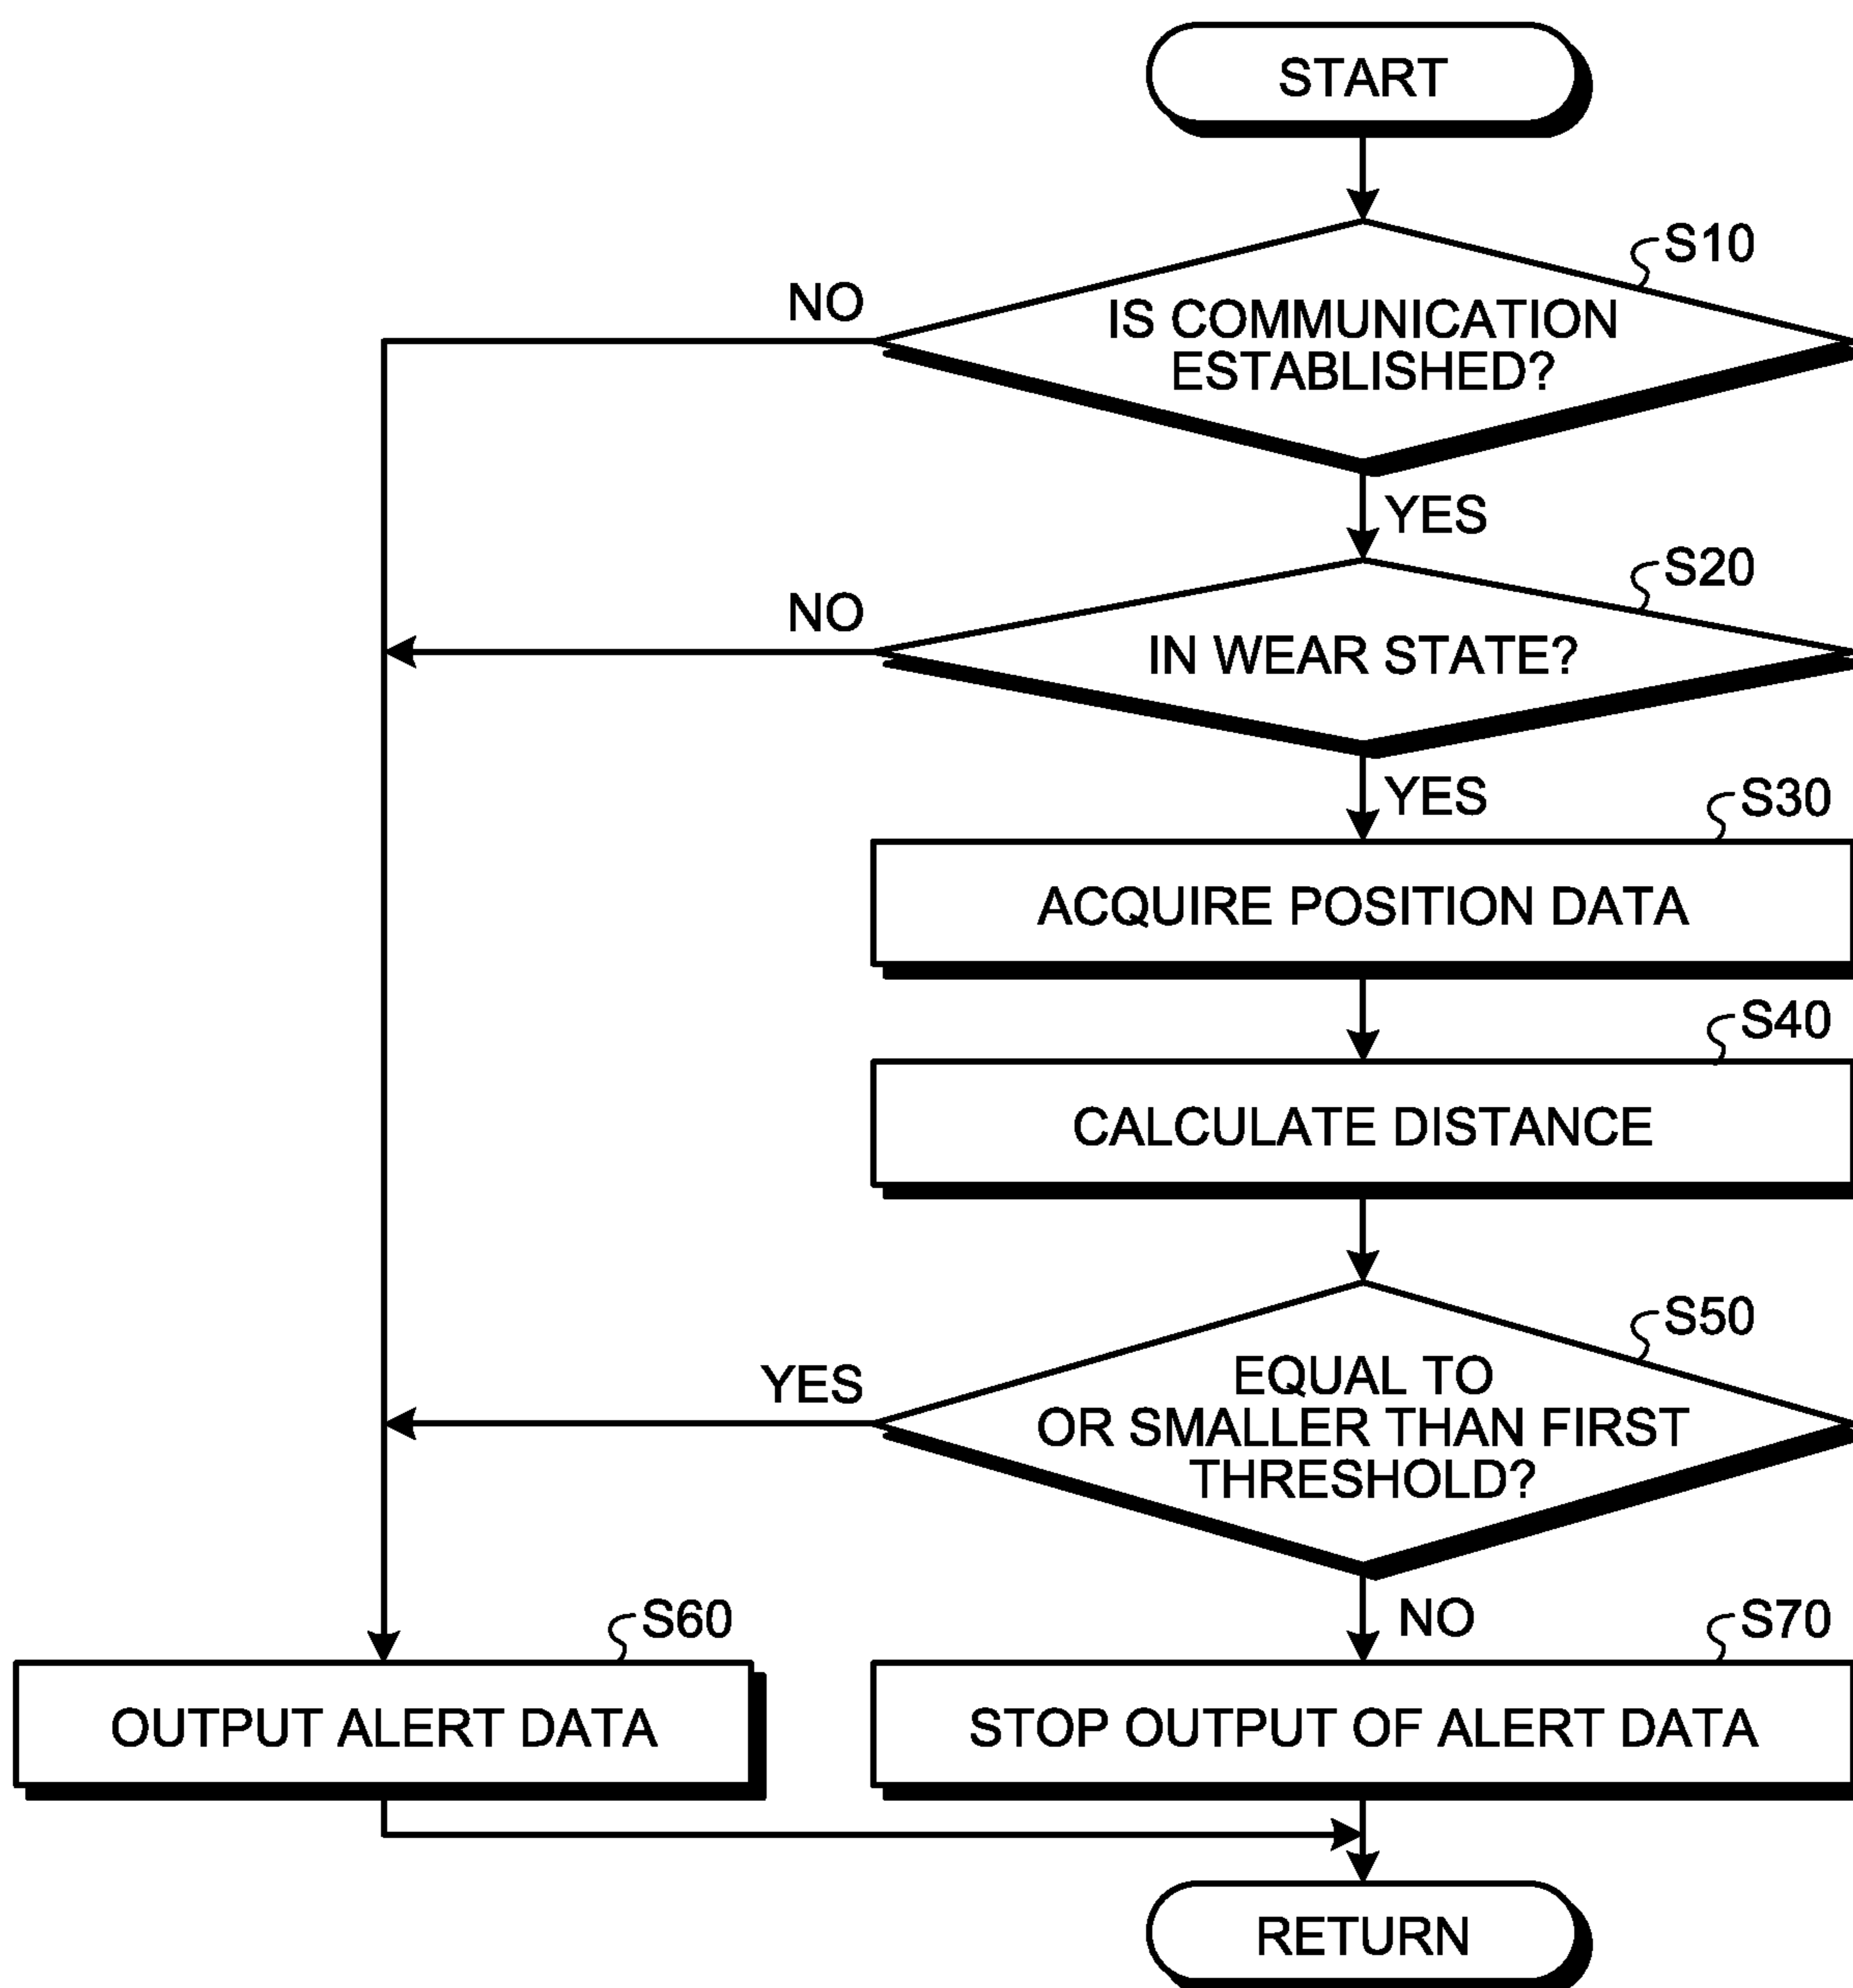 START
S10
NO
IS COMMUNICATION
ESTABLISHED?
YES
S20
NO
IN WEAR STATE?
YES
S30
ACQUIRE POSITION DATA
S40
CALCULATE DISTANCE
S50
YES
EQUAL TO
OR SMALLER THAN FIRST
THRESHOLD?
NO
S60
S70
OUTPUT ALERT DATA
STOP OUTPUT OF ALERT DATA
RETURN